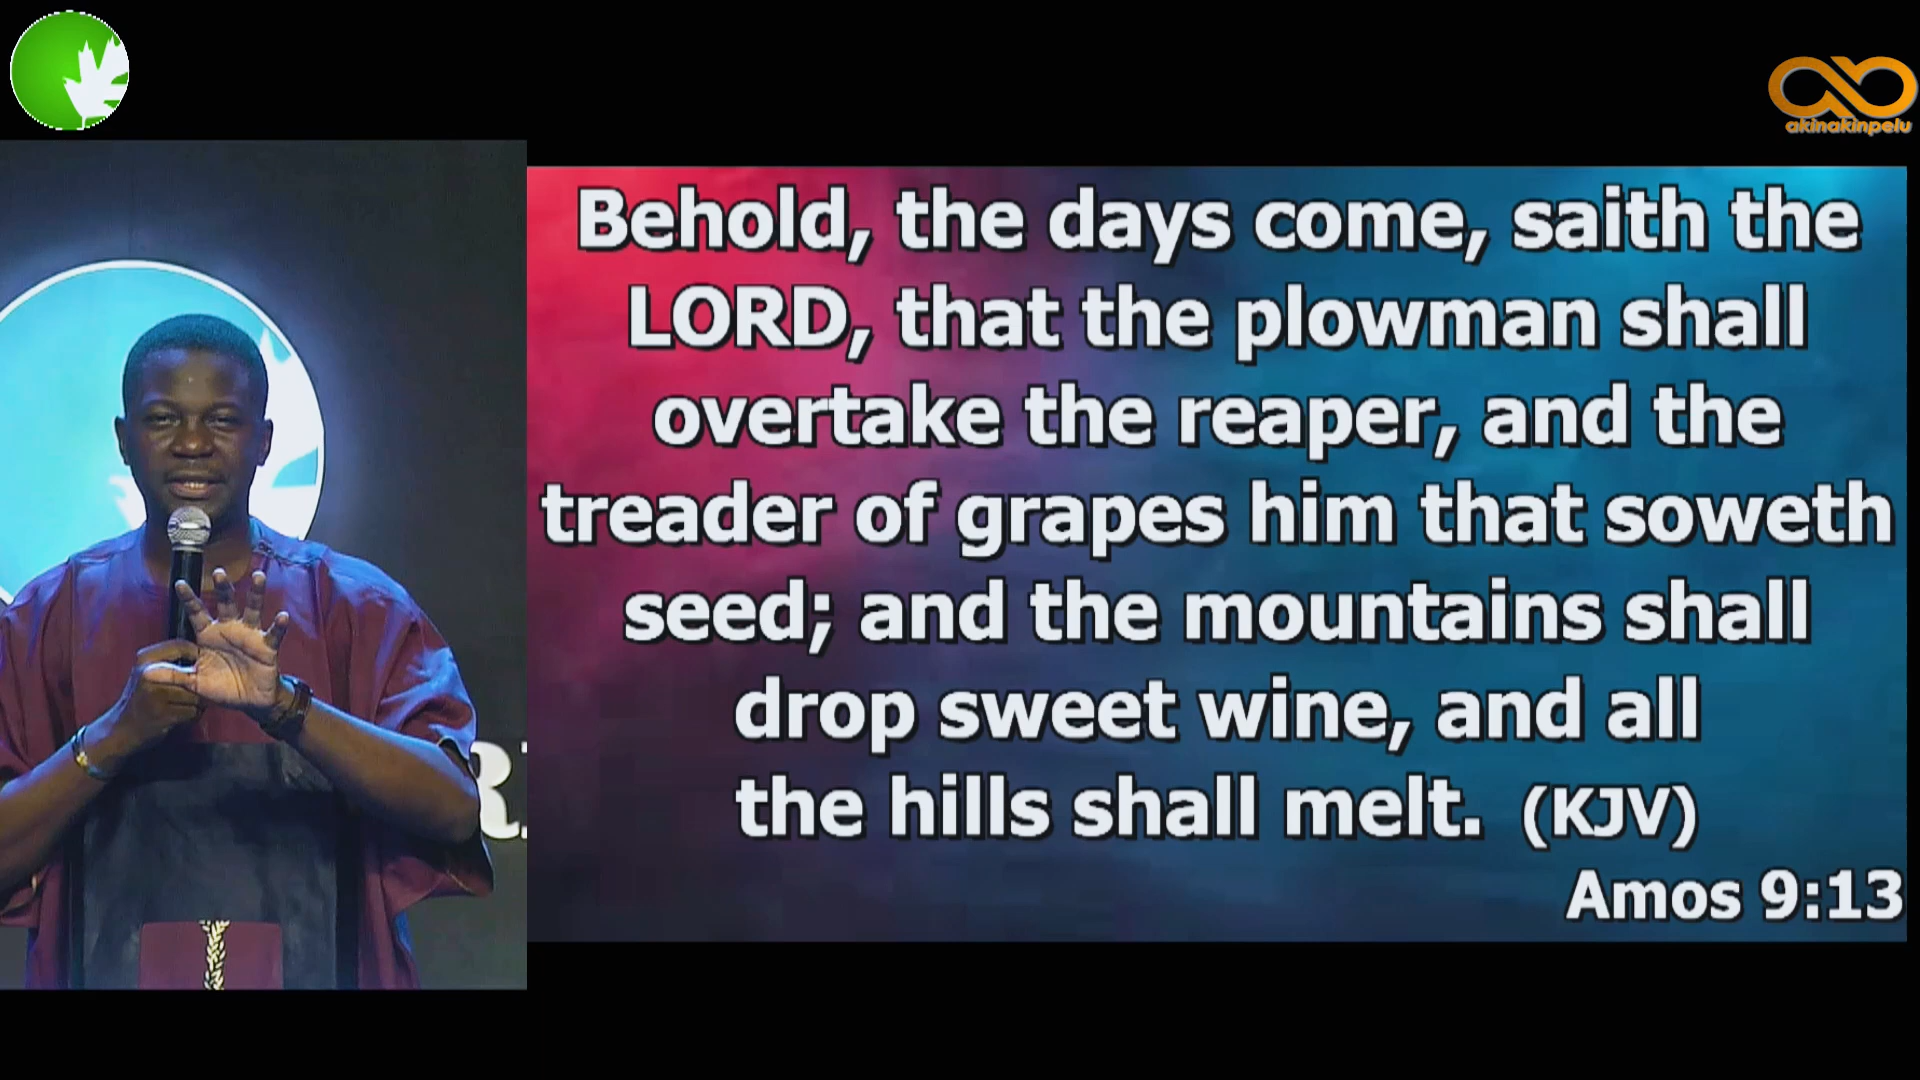 akinakinpelu
Behold, the days come, saith the
LORD, that the plowman shall
overtake the reaper, and the
treader of grapes him that soweth
seed; and the mountains shall
drop sweet wine, and all
the hills shall melt. (KJV)
Amos 9:13